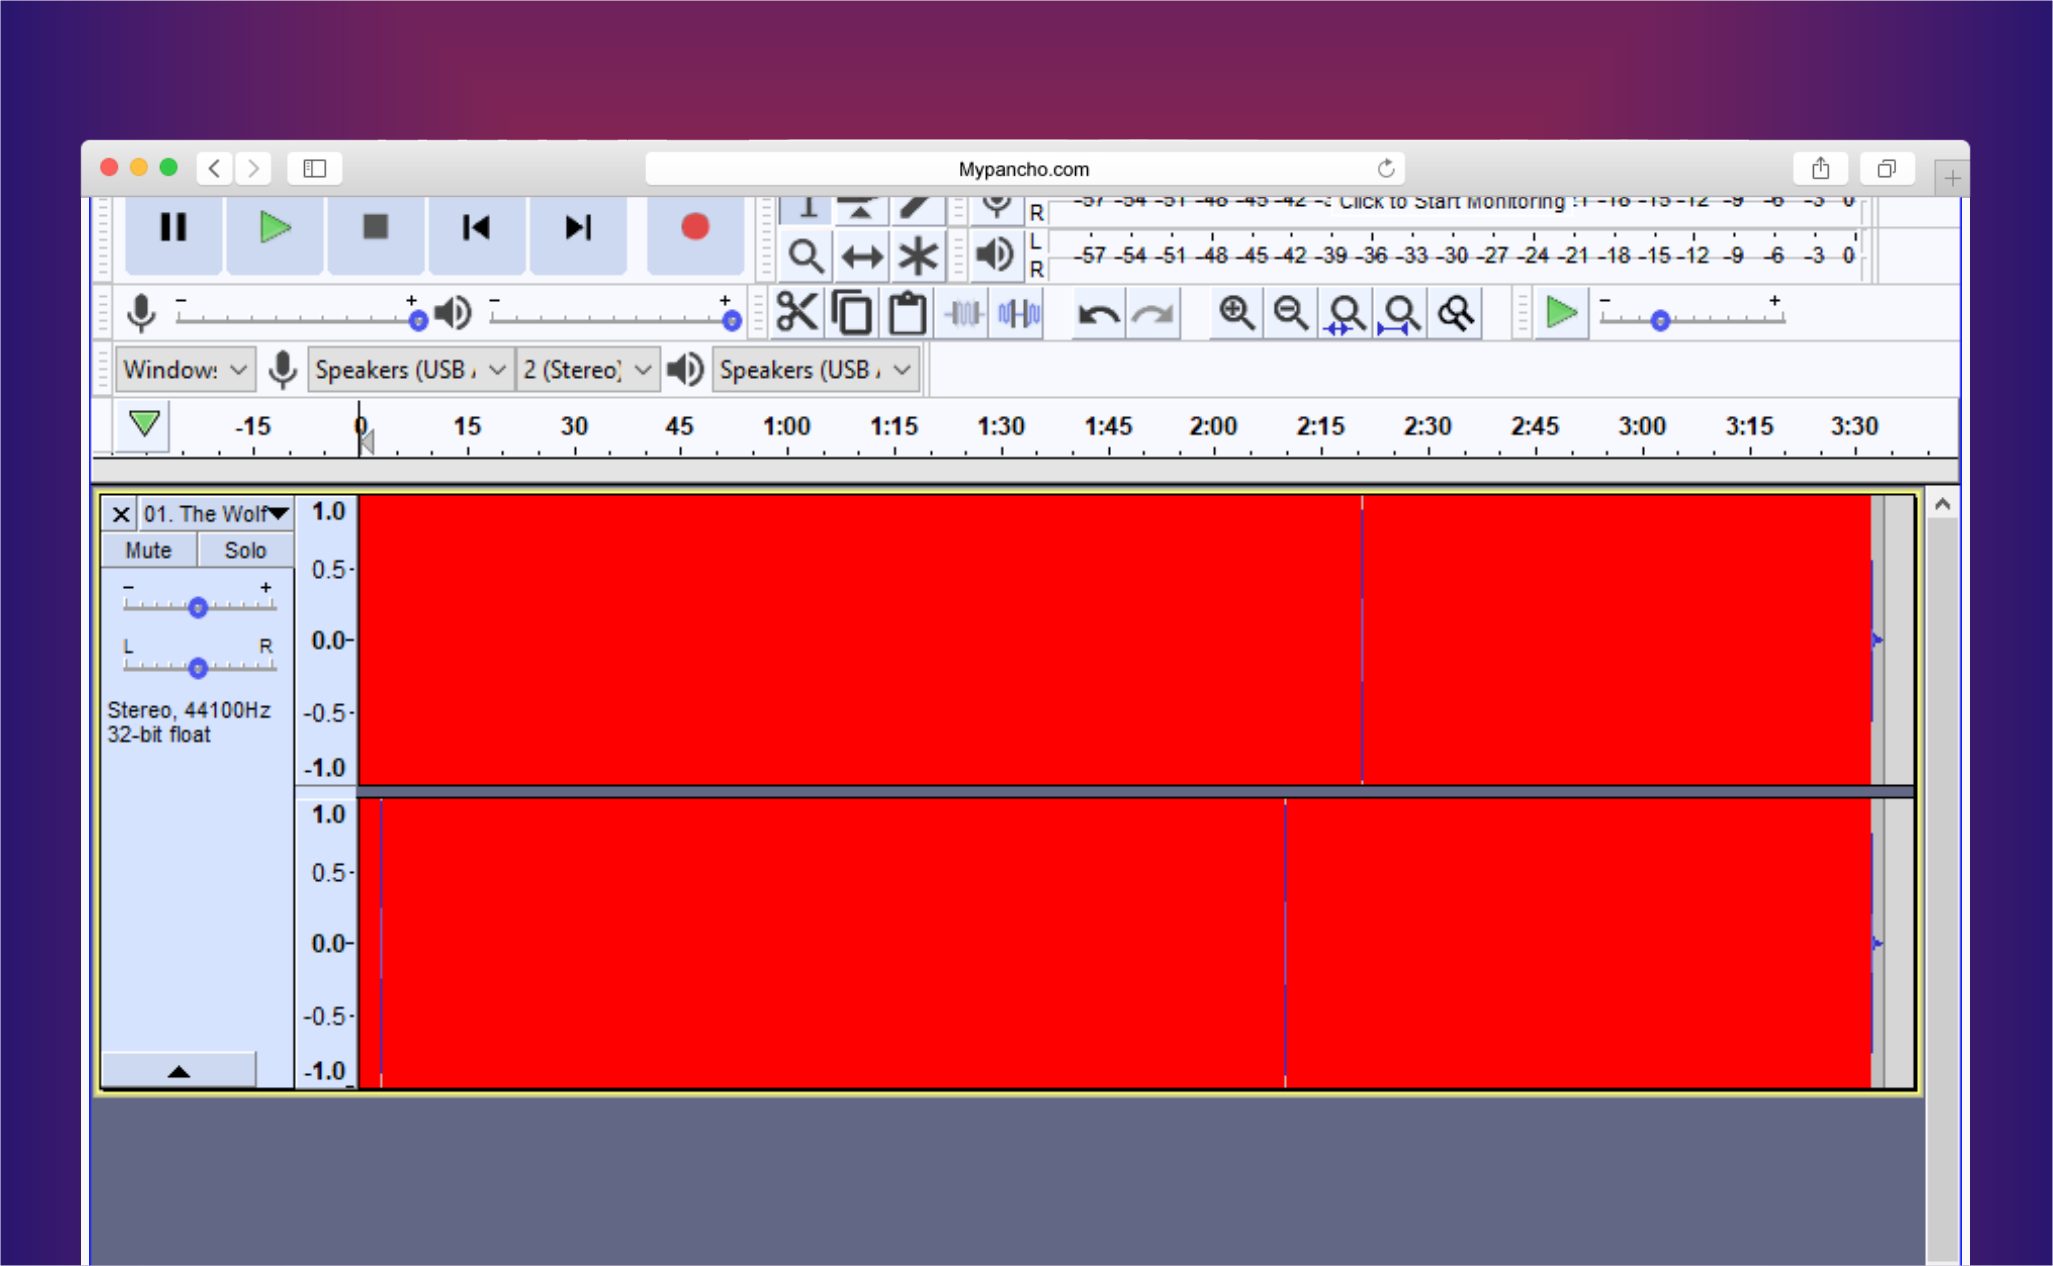 Mypancho.com
R -57 -54 -51 -48 -45 -42 Click to Start Monitoring -18 -15 -12 -9 -6 -3 0
L
-57 -54 -51 -48 -45 -42 -39 -36 -33 -30 -27 -24 -21 -18 -15 -12 -9 -6 -3 0
R
- + - + - +
Windows Speakers (USB 2 (Stereo) Speakers (USB
-15 0 15 30 45 1:00 1:15 1:30 1:45 2:00 2:15 2:30 2:45 3:00 3:15 3:30
01. The Wolf 1.0
Mute Solo
0.5
- +
L R 0.0
Stereo, 44100Hz -0.5
32-bit float
-1.0
1.0
0.5
0.0
-0.5
-1.0